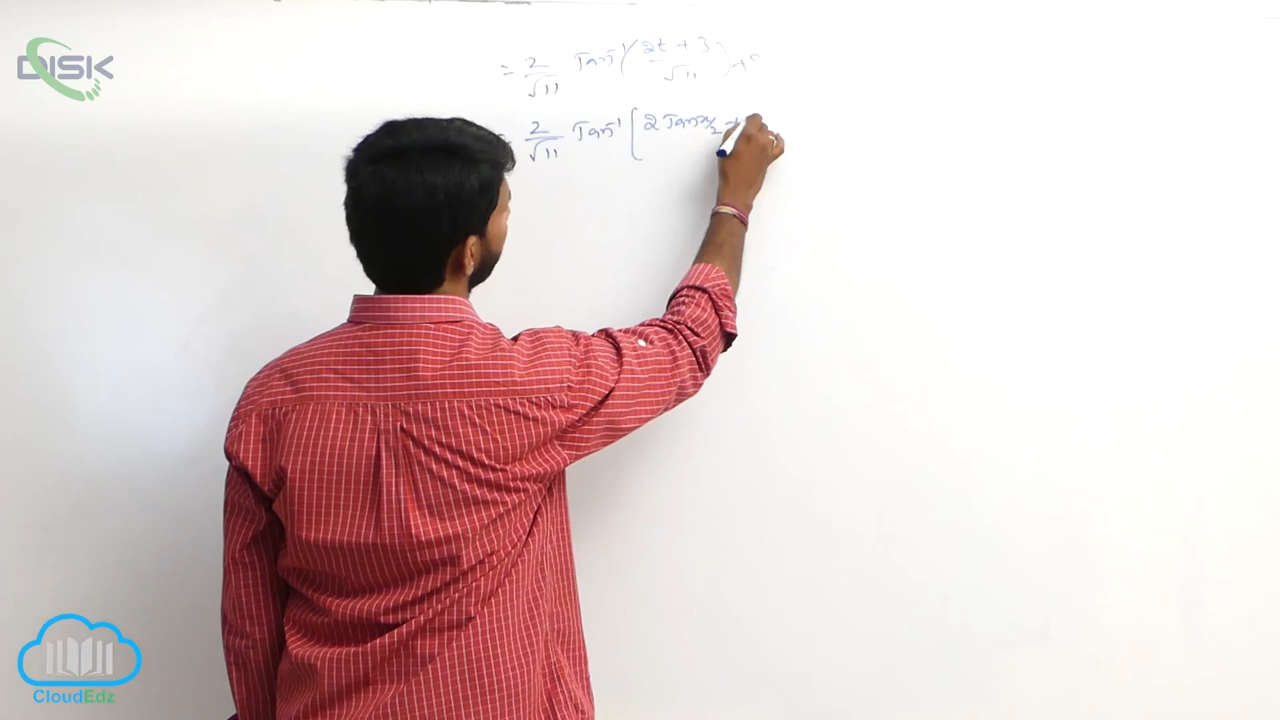 DISK
= 2/√11 Tan⁻¹(2t + 3/√11) + c
2/√11 Tan⁻¹[2 Tan x/2 +
CloudEdz